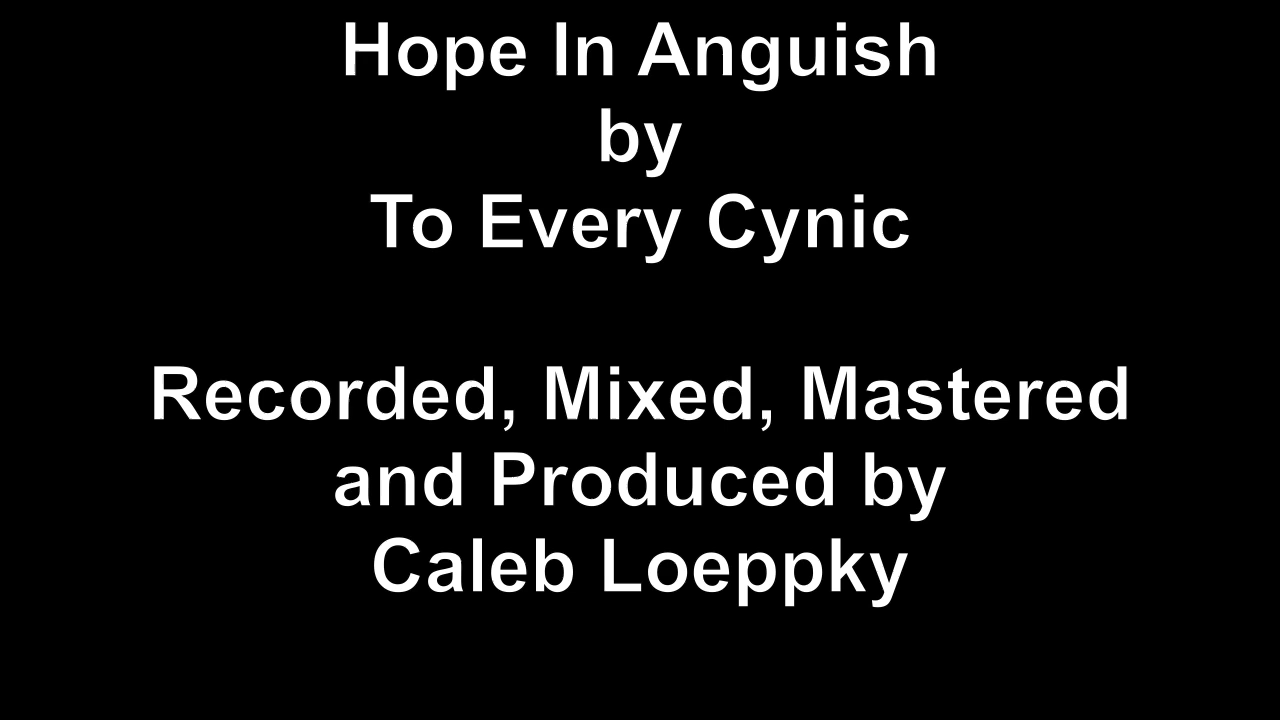 Hope In Anguish
by
To Every Cynic
Recorded, Mixed, Mastered
and Produced by
Caleb Loeppky